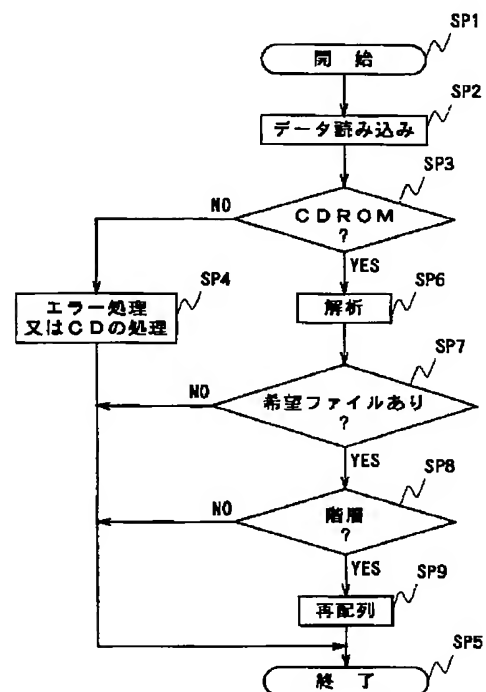 SP1
開 始
SP2
データ読み込み
SP3
CDROM
?
NO
YES
SP4
エラー処理
又はCDの処理
SP6
解析
SP7
希望ファイルあり
?
NO
YES
SP8
階層
?
NO
YES
SP9
再配列
SP5
終 了